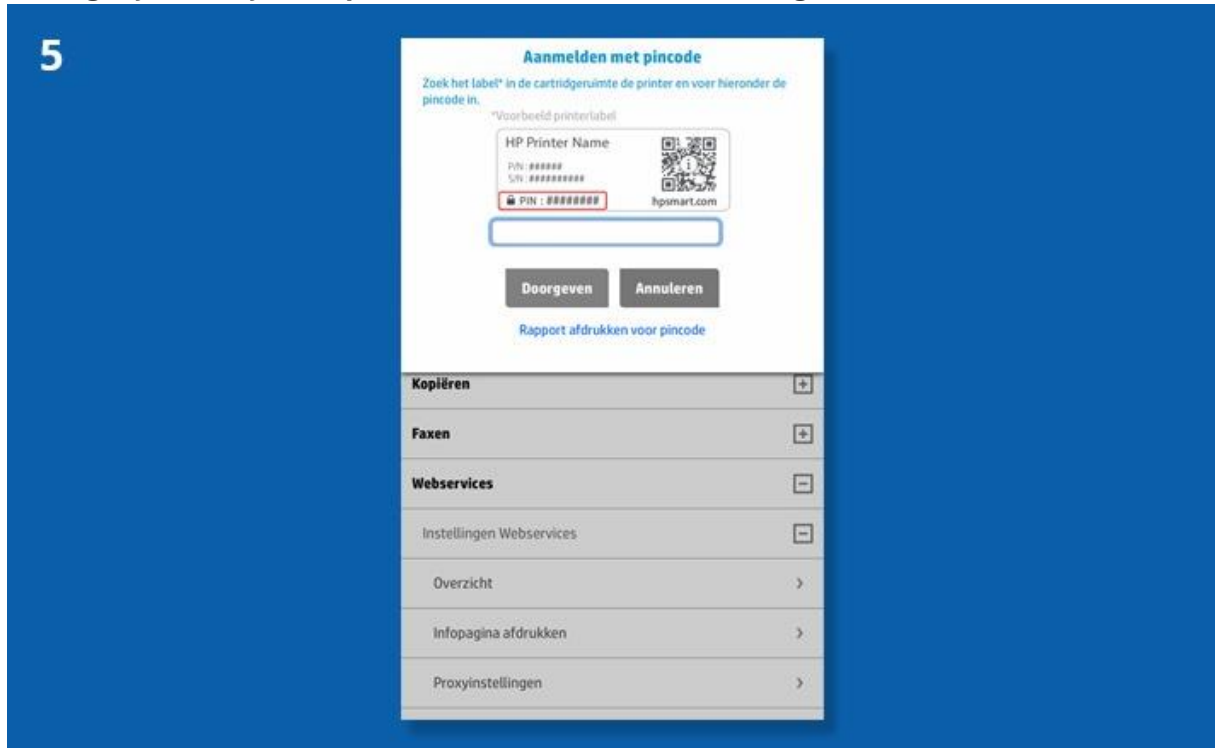 5
Aanmelden met pincode
Zoek het label* in de cartridgeruimte de printer en voer hieronder de
pincode in.
*Voorbeeld printerlabel
HP Printer Name
P/N: ######
S/N: ##########
PIN : ########
hpsmart.com
Doorgeven
Annuleren
Rapport afdrukken voor pincode
Kopiëren
Faxen
Webservices
Instellingen Webservices
Overzicht
Infopagina afdrukken
Proxyinstellingen